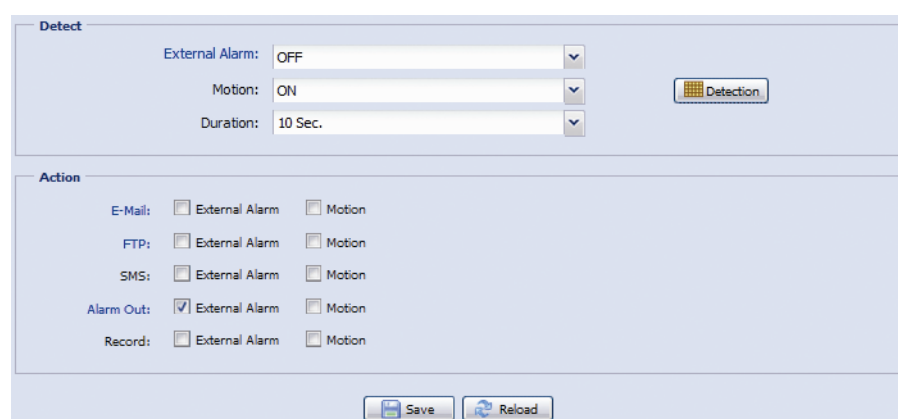 Detect
External Alarm: OFF
Motion: ON Detection
Duration: 10 Sec.
Action
E-Mail: External Alarm Motion
FTP: External Alarm Motion
SMS: External Alarm Motion
Alarm Out: External Alarm Motion
Record: External Alarm Motion
Save Reload